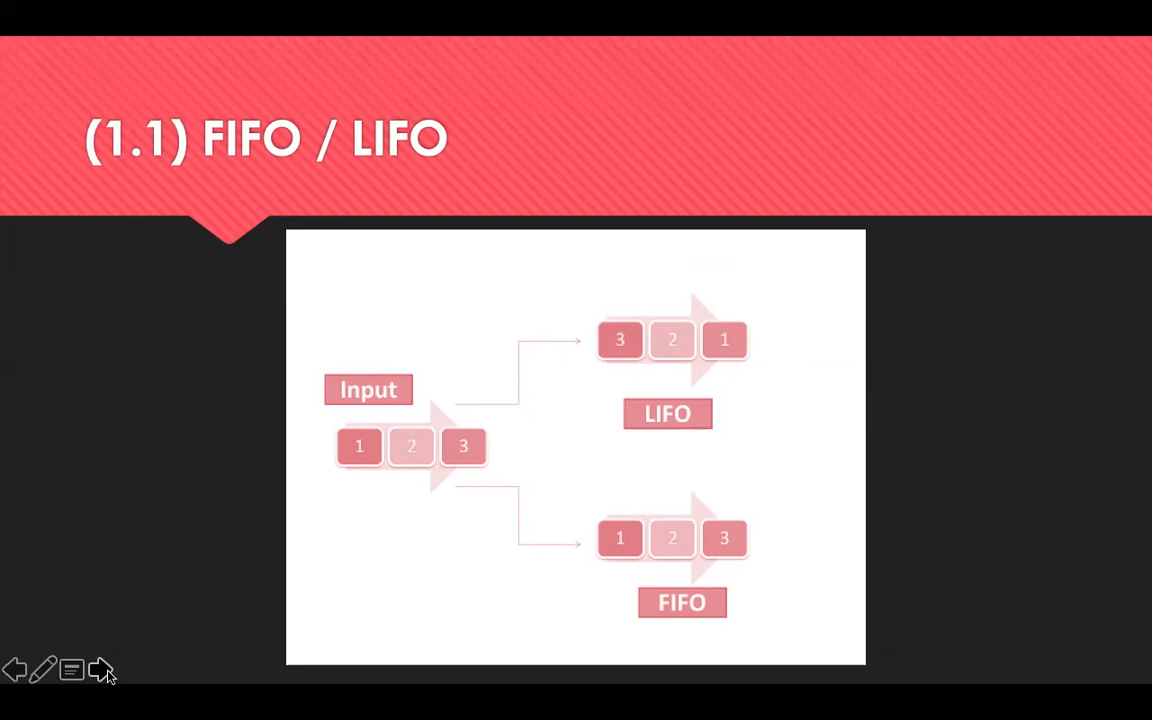 (1.1) FIFO / LIFO
Input
1 2 3
3 2 1
LIFO
1 2 3
FIFO